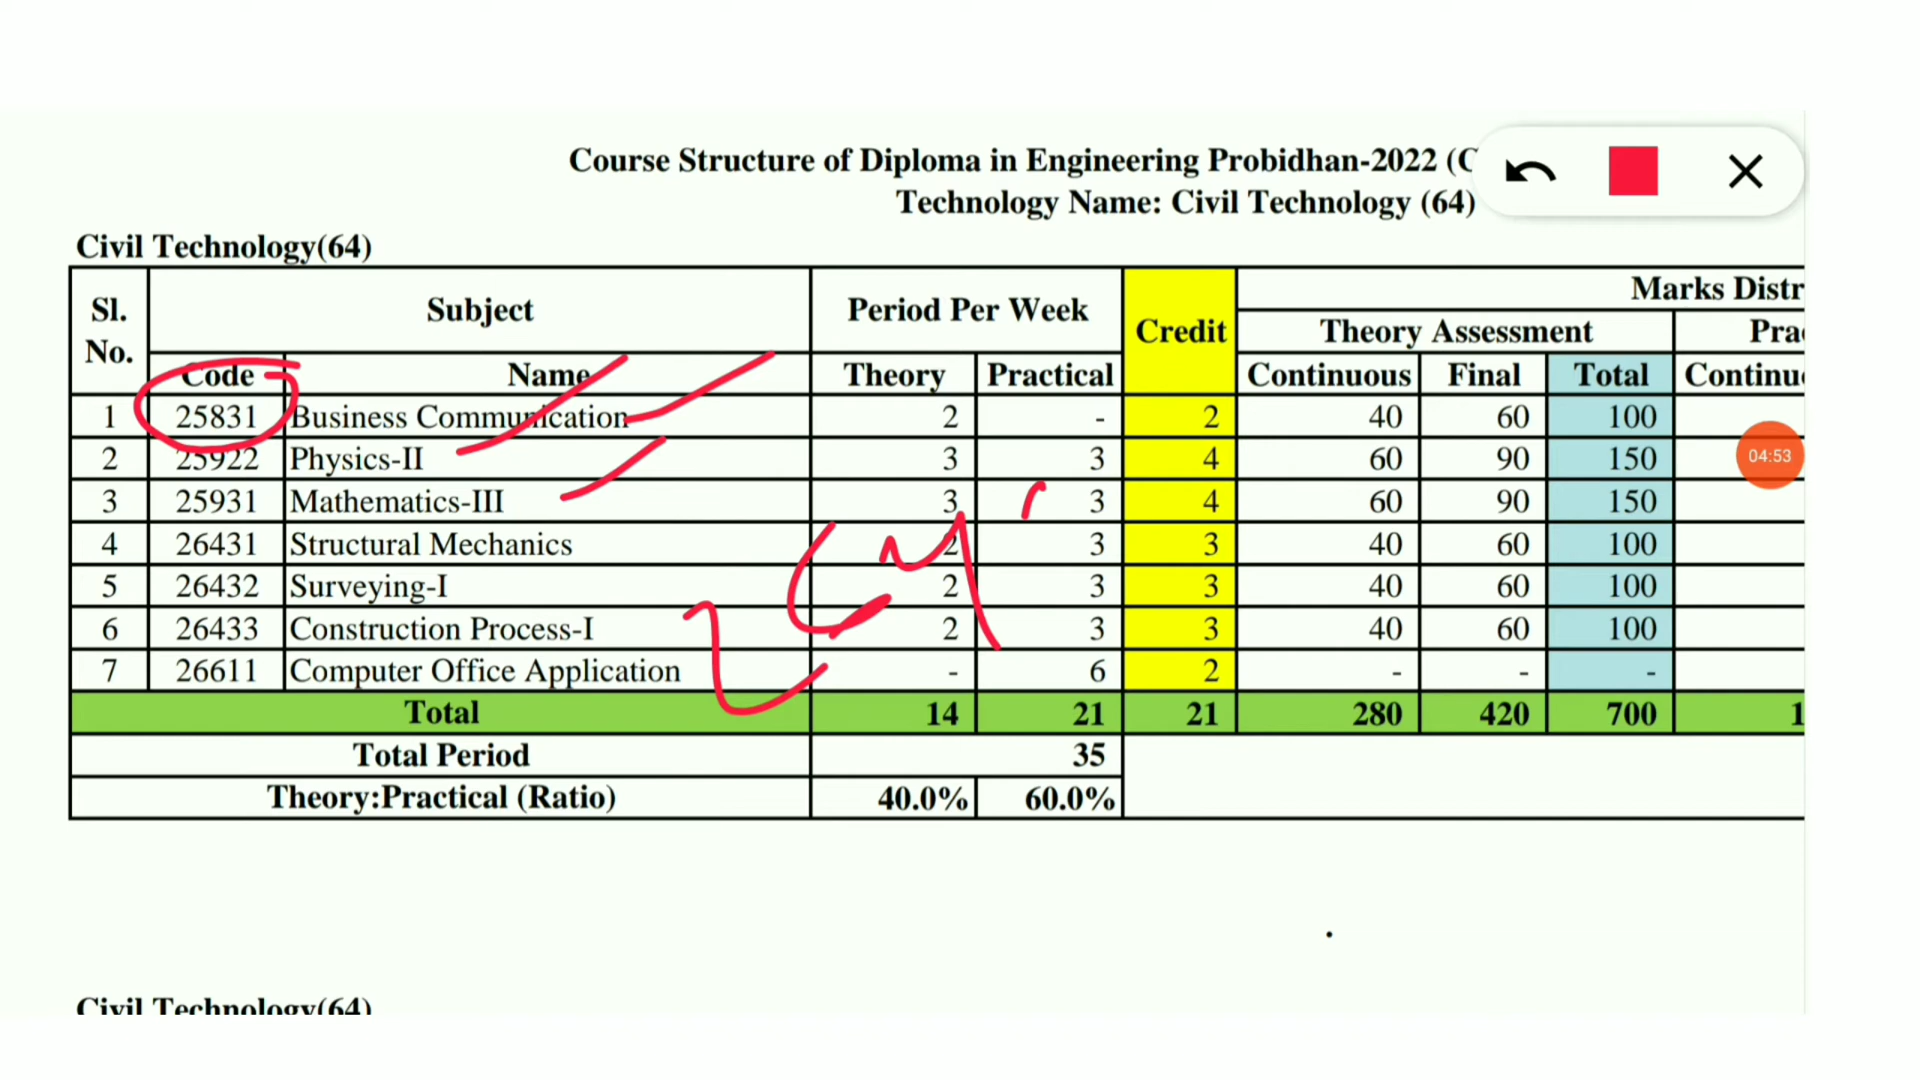 Course Structure of Diploma in Engineering Probidhan-2022 (C
Technology Name: Civil Technology (64)
Civil Technology(64)
Sl. No. Subject Period Per Week Credit Marks Distr
Theory Assessment Pra
Code Name Theory Practical Continuous Final Total Continu
1 25831 Business Communication 2 - 2 40 60 100
2 25922 Physics-II 3 3 4 60 90 150
3 25931 Mathematics-III 3 3 4 60 90 150
4 26431 Structural Mechanics 2 3 3 40 60 100
5 26432 Surveying-I 2 3 3 40 60 100
6 26433 Construction Process-I 2 3 3 40 60 100
7 26611 Computer Office Application - 6 2 - - -
Total 14 21 21 280 420 700 1
Total Period 35
Theory:Practical (Ratio) 40.0% 60.0%
04:53
Civil Technology(64)